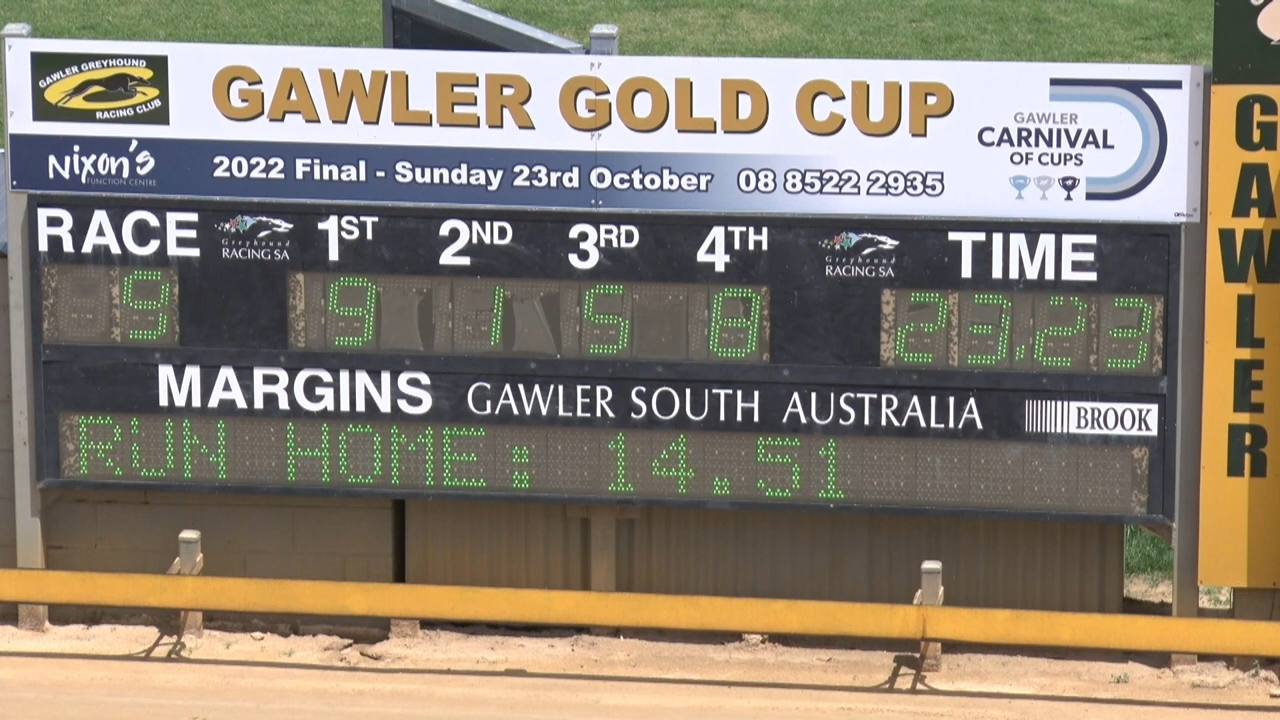 GAWLER GREYHOUND
RACING CLUB
GAWLER GOLD CUP
GAWLER
CARNIVAL
OF CUPS
Nixon's
FUNCTION CENTRE
2022 Final - Sunday 23rd October 08 8522 2935
RACE
Greyhound
RACING SA
1ST 2ND 3RD 4TH
Greyhound
RACING SA
TIME
9 9 1 5 8 23.23
MARGINS GAWLER SOUTH AUSTRALIA BROOK
RUN HOME: 14.51
GAWLER